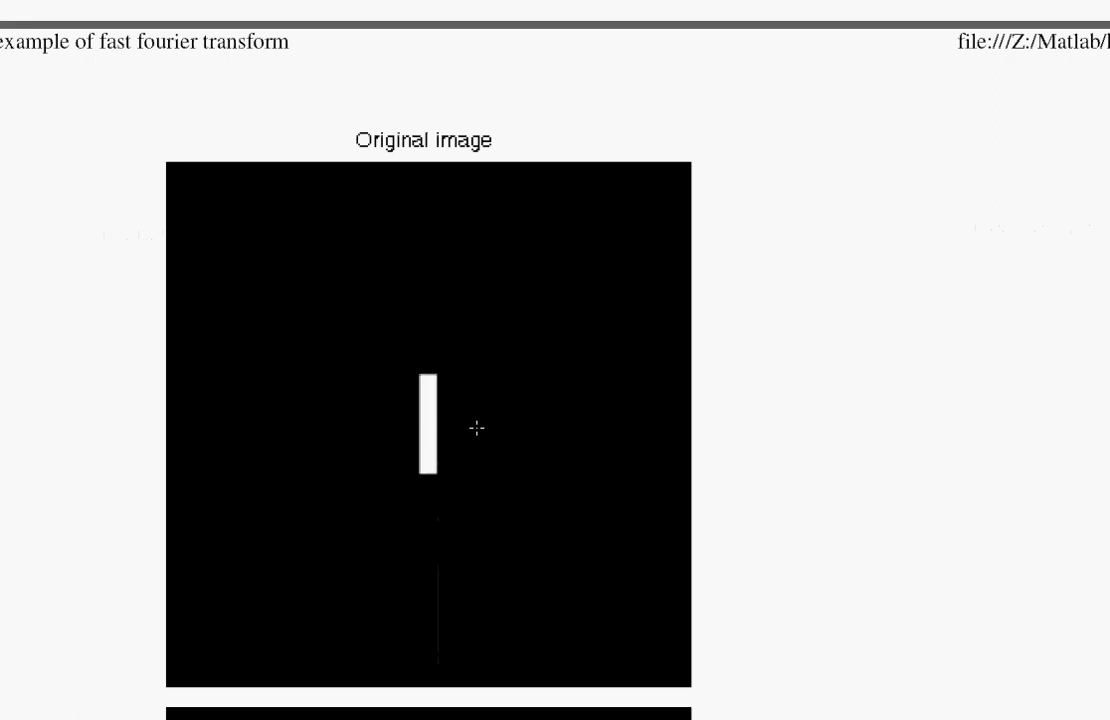 example of fast fourier transform
file:///Z:/Matlab/
Original image